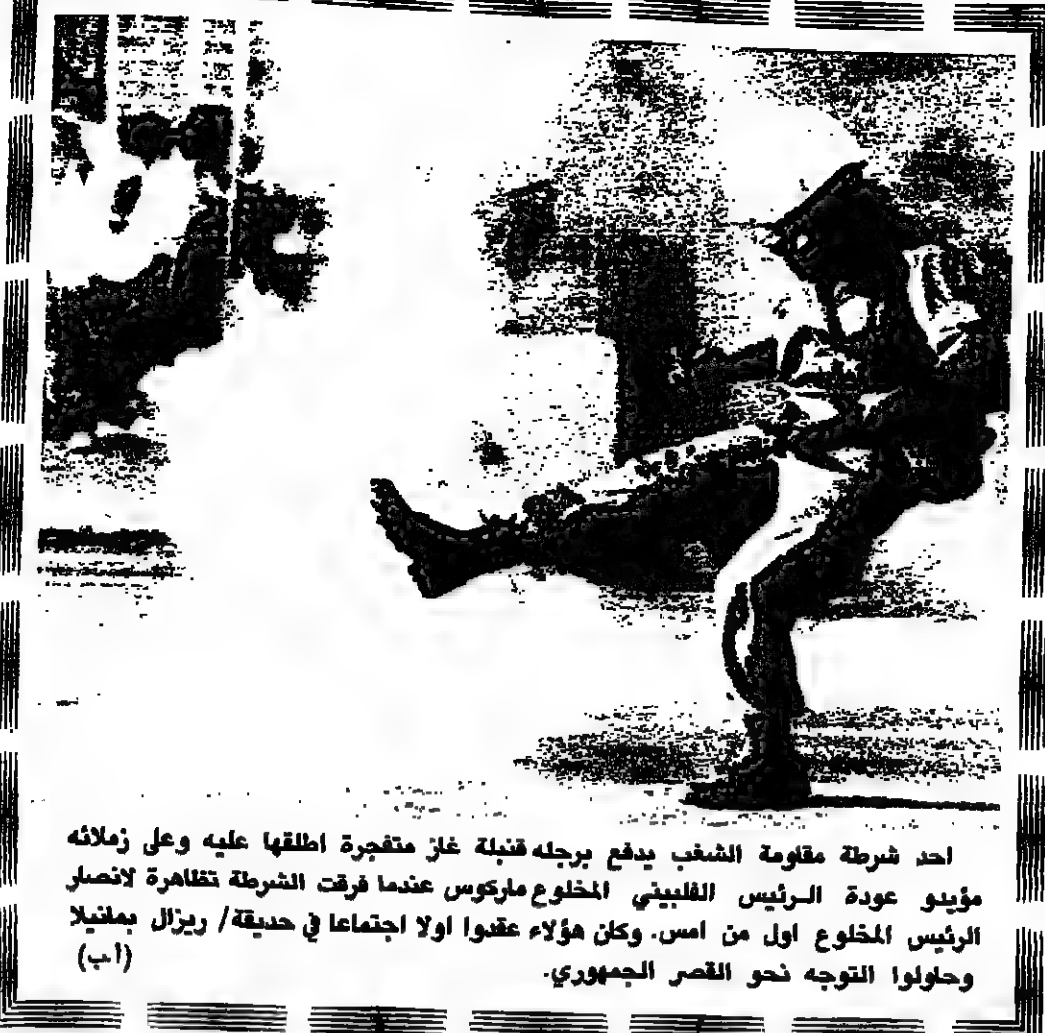 احد شرطة مقاومة الشغب يدفع برجله قنبلة غاز متفجرة اطلقها عليه وعلى زملائه
مؤيدو عودة الـرئيس الفلبيني المخلوع ماركوس عندما فرقت الشرطة تظاهرة لانصار
الرئيس المخلوع اول من امس. وكان هؤلاء عقدوا اولا اجتماعا في حديقة/ ريزال بمانيلا
وحاولوا التوجه نحو القصر الجمهوري. (أ.ب)